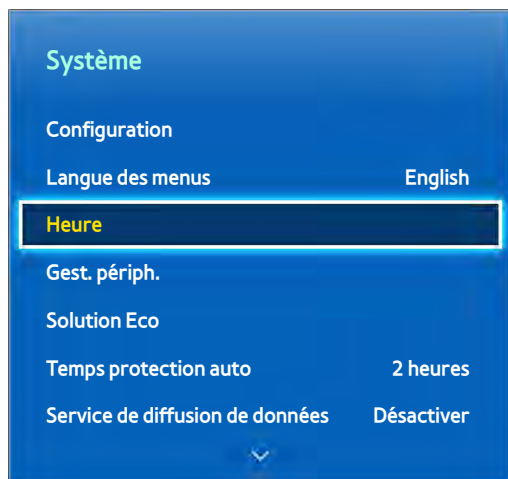 Système
Configuration
Langue des menus English
Heure
Gest. périph.
Solution Eco
Temps protection auto 2 heures
Service de diffusion de données Désactiver